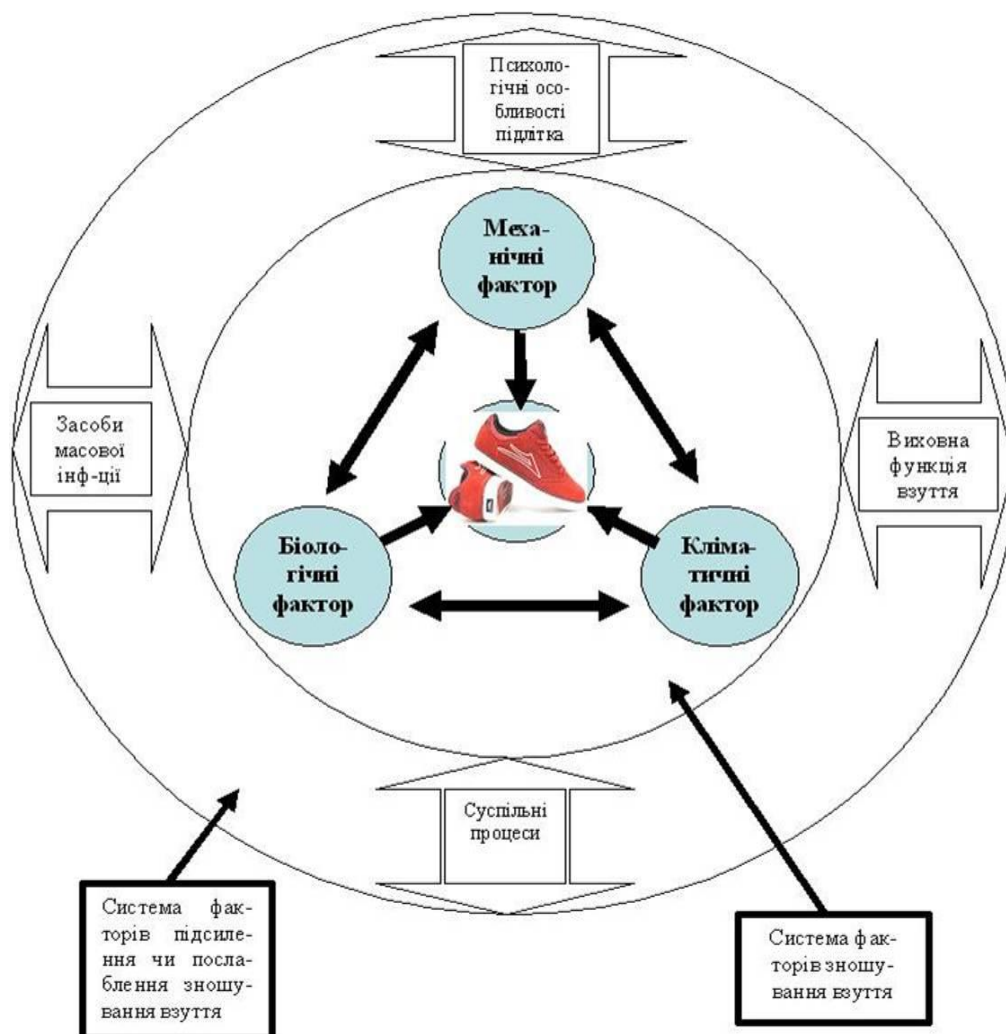 Психоло-
гічні осо-
бливості
підлітка
Меха-
нічні
фактор
Засоби
масової
інф-ції
Виховна
функція
взуття
Біоло-
гічні
фактор
Кліма-
тичні
фактор
Суспільні
процеси
Система фак-
торів підсиле-
ння чи посла-
блення зношу-
вання взуття
Система фак-
торів зношу-
вання взуття